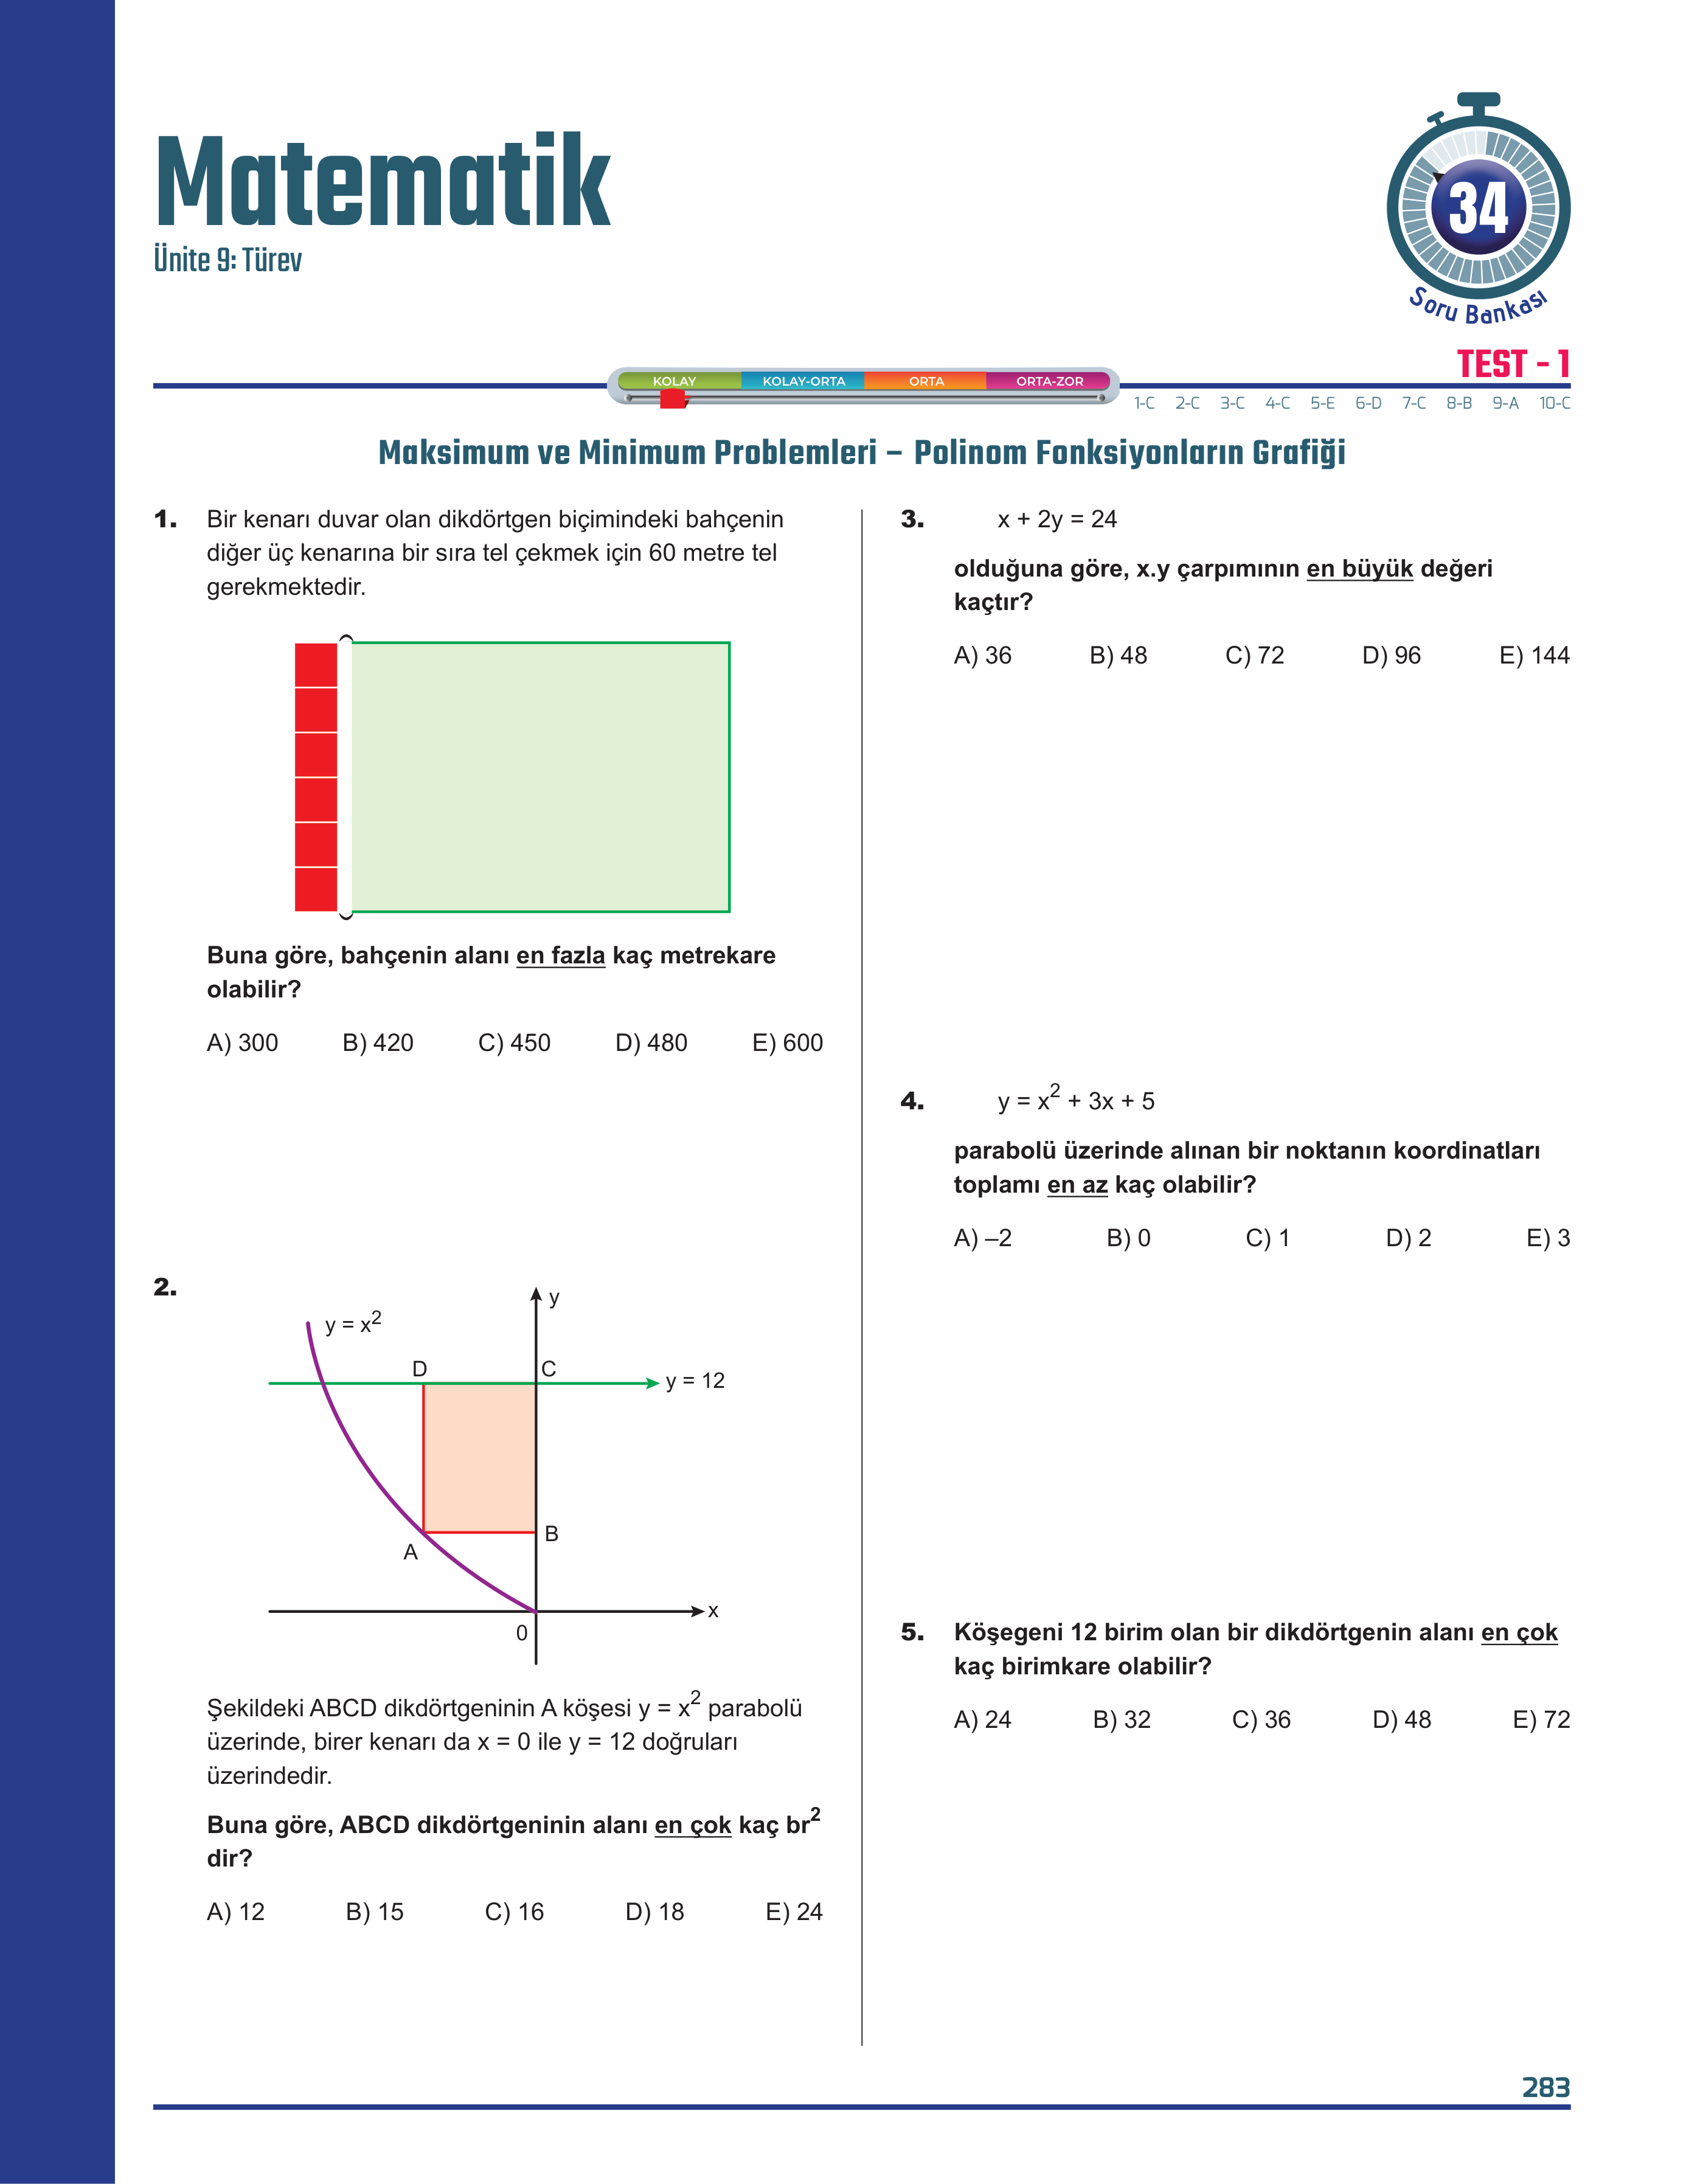 Matematik
Ünite 9: Türev
34
Soru Bankası
TEST - 1
KOLAY KOLAY-ORTA ORTA ORTA-ZOR
1-C 2-C 3-C 4-C 5-E 6-D 7-C 8-B 9-A 10-C
Maksimum ve Minimum Problemleri – Polinom Fonksiyonların Grafiği
1. Bir kenarı duvar olan dikdörtgen biçimindeki bahçenin
diğer üç kenarına bir sıra tel çekmek için 60 metre tel
gerekmektedir.
Buna göre, bahçenin alanı en fazla kaç metrekare
olabilir?
A) 300 B) 420 C) 450 D) 480 E) 600
2.
y
y = x²
D C
y = 12
B
A
x
0
Şekildeki ABCD dikdörtgeninin A köşesi y = x² parabolü
üzerinde, birer kenarı da x = 0 ile y = 12 doğruları
üzerindedir.
Buna göre, ABCD dikdörtgeninin alanı en çok kaç br²
dir?
A) 12 B) 15 C) 16 D) 18 E) 24
3. x + 2y = 24
olduğuna göre, x.y çarpımının en büyük değeri
kaçtır?
A) 36 B) 48 C) 72 D) 96 E) 144
4. y = x² + 3x + 5
parabolü üzerinde alınan bir noktanın koordinatları
toplamı en az kaç olabilir?
A) –2 B) 0 C) 1 D) 2 E) 3
5. Köşegeni 12 birim olan bir dikdörtgenin alanı en çok
kaç birimkare olabilir?
A) 24 B) 32 C) 36 D) 48 E) 72
283